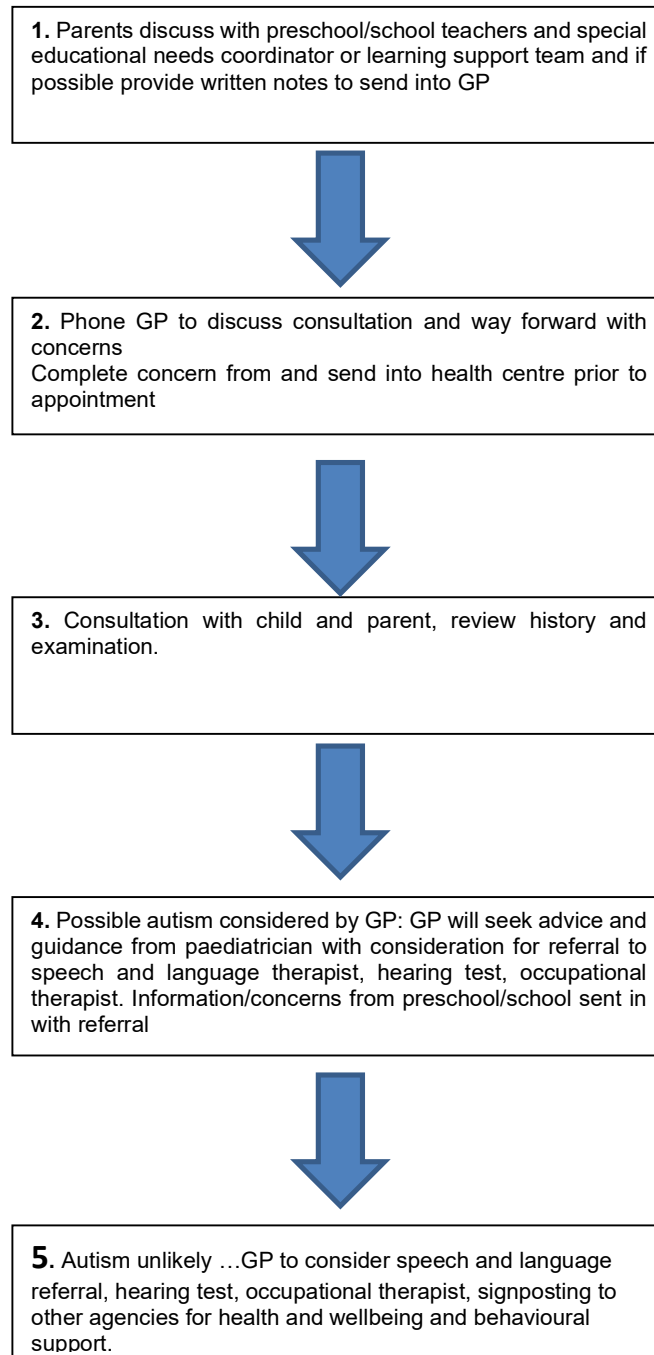 1. Parents discuss with preschool/school teachers and special
educational needs coordinator or learning support team and if
possible provide written notes to send into GP
2. Phone GP to discuss consultation and way forward with
concerns
Complete concern from and send into health centre prior to
appointment
3. Consultation with child and parent, review history and
examination.
4. Possible autism considered by GP: GP will seek advice and
guidance from paediatrician with consideration for referral to
speech and language therapist, hearing test, occupational
therapist. Information/concerns from preschool/school sent in
with referral
5. Autism unlikely ...GP to consider speech and language
referral, hearing test, occupational therapist, signposting to
other agencies for health and wellbeing and behavioural
support.